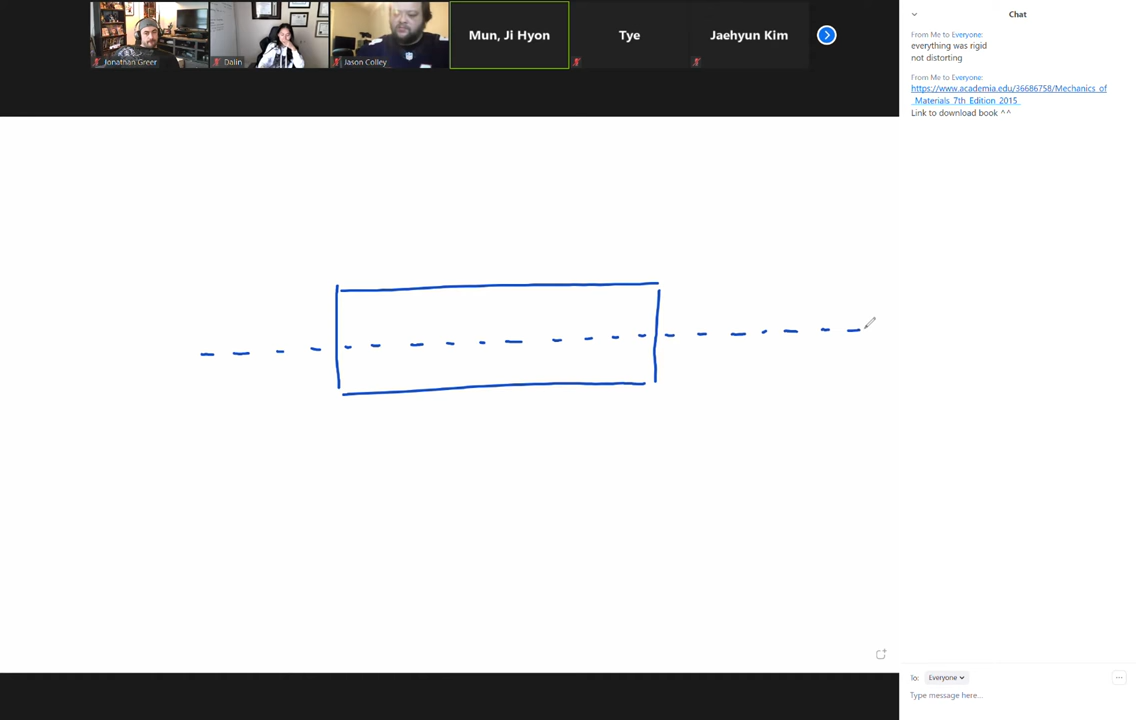 Jonathan Greer
Dalin
Jason Colley
Mun, Ji Hyon
Tye
Jaehyun Kim
Chat
From Me to Everyone:
everything was rigid
not distorting
From Me to Everyone:
https://www.academia.edu/36686758/Mechanics_of
_Materials_7th_Edition_2015_
Link to download book ^^
To: Everyone
Type message here...